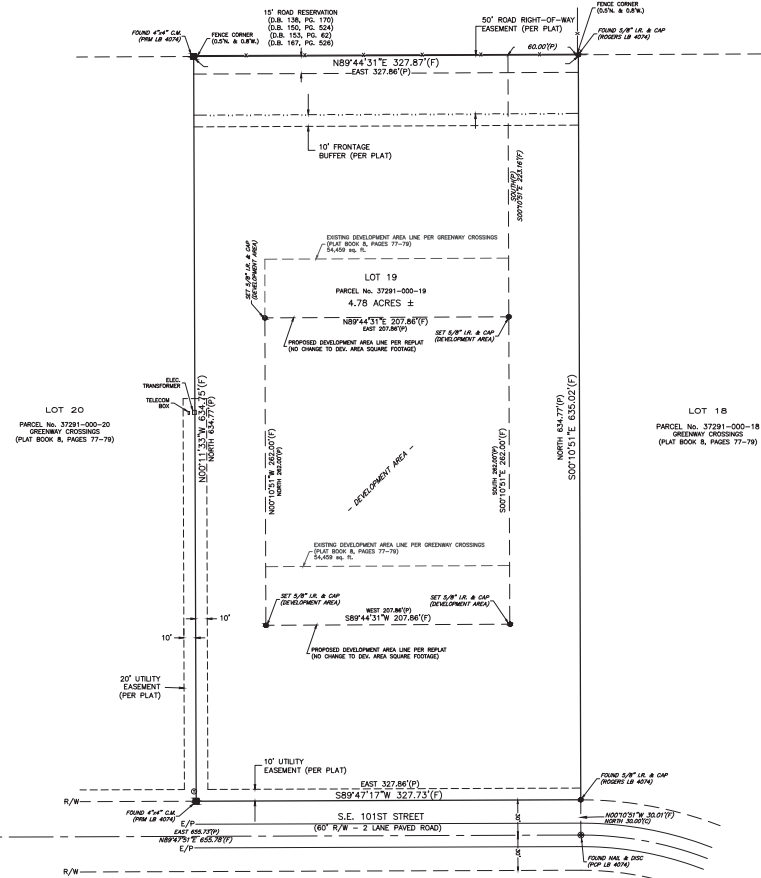 FOUND 4"x4" C.M.
(PRM LB 4074)
FENCE CORNER
(0.5'N. & 0.8'W.)
15' ROAD RESERVATION
(D.B. 138, PG. 170)
(D.B. 150, PG. 524)
(D.B. 153, PG. 62)
(D.B. 167, PG. 526)
50' ROAD RIGHT-OF-WAY
EASEMENT (PER PLAT)
FENCE CORNER
(0.5'N. & 0.8'W.)
FOUND 5/8" I.R. & CAP
(ROGERS LB 4074)
60.00'(P)
N89°44'31"E 327.87'(F)
EAST 327.86'(P)
10' FRONTAGE
BUFFER (PER PLAT)
SOUTH(P)
S00°10'51"E 223.16'(F)
EXISTING DEVELOPMENT AREA LINE PER GREENWAY CROSSINGS
(PLAT BOOK 8, PAGES 77-79)
54,459 sq. ft.
SET 5/8" I.R. & CAP
(DEVELOPMENT AREA)
LOT 19
PARCEL No. 37291-000-19
4.78 ACRES ±
N89°44'31"E 207.86'(F)
EAST 207.86'(P)
SET 5/8" I.R. & CAP
(DEVELOPMENT AREA)
PROPOSED DEVELOPMENT AREA LINE PER REPLAT
(NO CHANGE TO DEV. AREA SQUARE FOOTAGE)
ELEC.
TRANSFORMER
TELECOM
BOX
LOT 20
PARCEL No. 37291-000-20
GREENWAY CROSSINGS
(PLAT BOOK 8, PAGES 77-79)
N00°11'33"W 634.75'(F)
NORTH 634.77'(P)
N00°10'51"W 262.00'(F)
NORTH 262.00'(P)
- DEVELOPMENT AREA -
SOUTH 262.00'(P)
S00°10'51"E 262.00'(F)
NORTH 634.77'(P)
S00°10'51"E 635.02'(F)
LOT 18
PARCEL No. 37291-000-18
GREENWAY CROSSINGS
(PLAT BOOK 8, PAGES 77-79)
EXISTING DEVELOPMENT AREA LINE PER GREENWAY CROSSINGS
(PLAT BOOK 8, PAGES 77-79)
54,459 sq. ft.
SET 5/8" I.R. & CAP
(DEVELOPMENT AREA)
SET 5/8" I.R. & CAP
(DEVELOPMENT AREA)
WEST 207.86'(P)
S89°44'31"W 207.86'(F)
10'
10'
PROPOSED DEVELOPMENT AREA LINE PER REPLAT
(NO CHANGE TO DEV. AREA SQUARE FOOTAGE)
20' UTILITY
EASEMENT
(PER PLAT)
10' UTILITY
EASEMENT (PER PLAT)
EAST 327.86'(P)
S89°47'17"W 327.73'(F)
FOUND 5/8" I.R. & CAP
(ROGERS LB 4074)
R/W
FOUND 4"x4" C.M.
(PRM LB 4074)
S.E. 101ST STREET
(60' R/W - 2 LANE PAVED ROAD)
30'
N00°10'51"W 30.01'(F)
NORTH 30.00'(C)
E/P
EAST 655.73'(P)
N89°47'51"E 655.78'(F)
E/P
30'
FOUND NAIL & DISC
(PCP LB 4074)
R/W